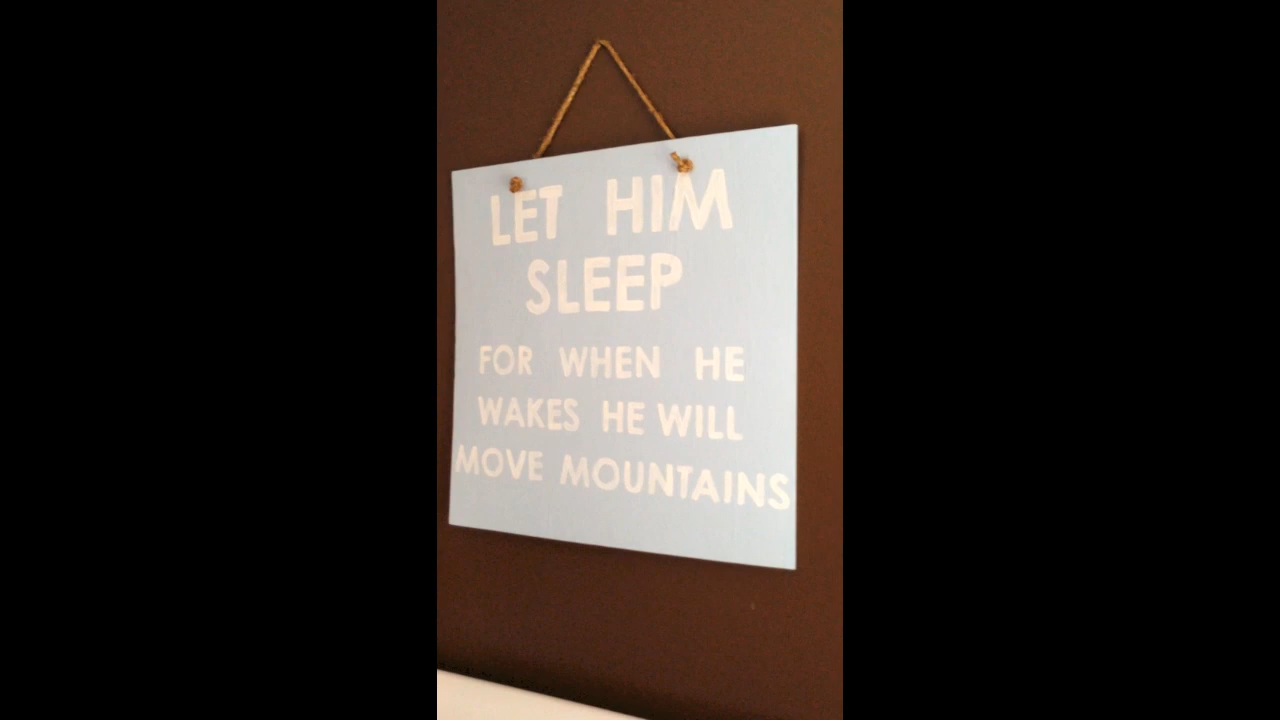 LET HIM
SLEEP
FOR WHEN HE
WAKES HE WILL
MOVE MOUNTAINS